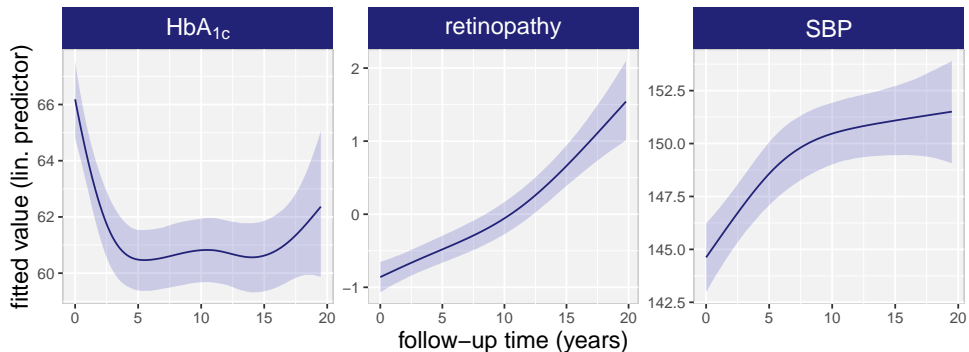 HbA1c
retinopathy
SBP
fitted value (lin. predictor)
66
64
62
60
2
1
0
−1
152.5
150.0
147.5
145.0
142.5
0 5 10 15 20
0 5 10 15 20
0 5 10 15 20
follow−up time (years)